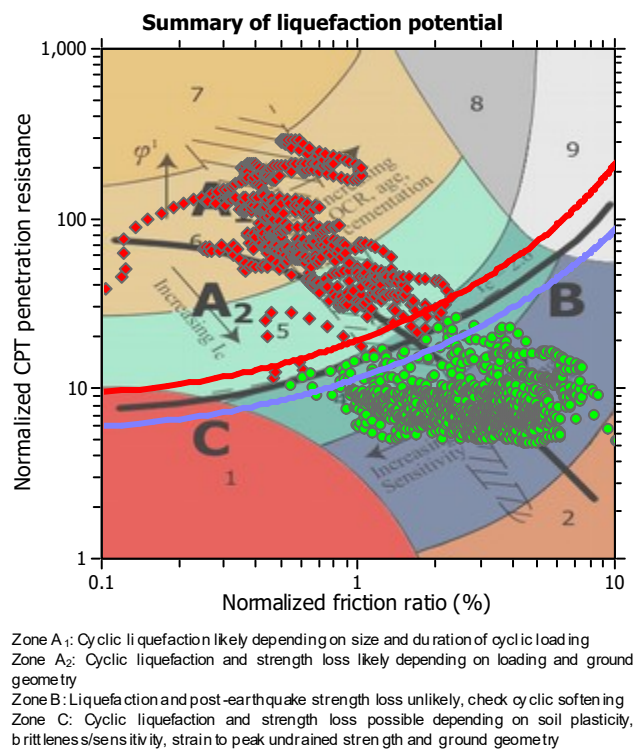 Summary of liquefaction potential
1,000
100
10
1
0.1
1
10
Normalized CPT penetration resistance
Normalized friction ratio (%)
7
8
9
φ'
A
Increasing
OCR, age,
cementation
6
A2
5
Increasing Ic
B
C
1
Increasing
Sensitivity
2
Zone A1: Cyclic liquefaction likely depending on size and duration of cyclic loading
Zone A2: Cyclic liquefaction and strength loss likely depending on loading and ground
geometry
Zone B: Liquefaction and post-earthquake strength loss unlikely, check cyclic softening
Zone C: Cyclic liquefaction and strength loss possible depending on soil plasticity,
brittleness/sensitivity, strain to peak undrained strength and ground geometry